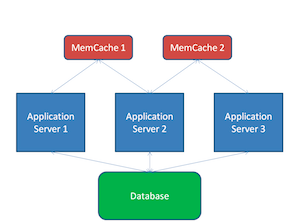 MemCache 1
MemCache 2
Application
Server 1
Application
Server 2
Application
Server 3
Database